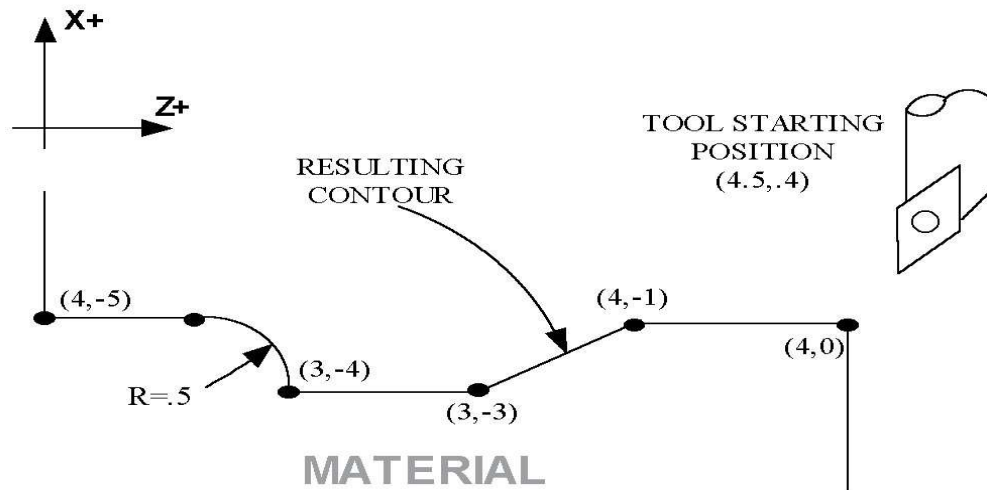 X+
Z+
TOOL STARTING
POSITION
(4.5,.4)
RESULTING
CONTOUR
(4,-5)
(4,-1)
(4,0)
(3,-4)
R=.5
(3,-3)
MATERIAL